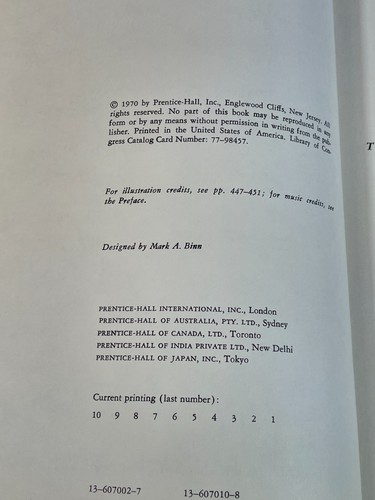 © 1970 by Prentice-Hall, Inc., Englewood Cliffs, New Jersey. All
rights reserved. No part of this book may be reproduced in any
form or by any means without permission in writing from the pub-
lisher. Printed in the United States of America. Library of Con-
gress Catalog Card Number: 77-98457.
For illustration credits, see pp. 447–451; for music credits, see
the Preface.
Designed by Mark A. Binn
PRENTICE-HALL INTERNATIONAL, INC., London
PRENTICE-HALL OF AUSTRALIA, PTY. LTD., Sydney
PRENTICE-HALL OF CANADA, LTD., Toronto
PRENTICE-HALL OF INDIA PRIVATE LTD., New Delhi
PRENTICE-HALL OF JAPAN, INC., Tokyo
Current printing (last number):
10 9 8 7 6 5 4 3 2 1
13-607002-7 13-607010-8
T